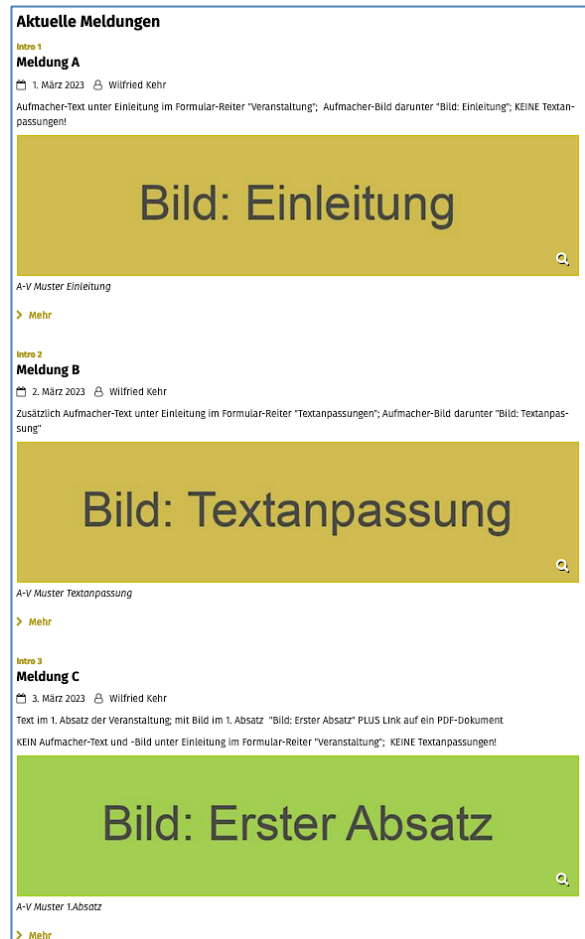 Aktuelle Meldungen
Intro 1
Meldung A
1. März 2023 Wilfried Kehr
Aufmacher-Text unter Einleitung im Formular-Reiter "Veranstaltung"; Aufmacher-Bild darunter "Bild: Einleitung"; KEINE Textan-
passungen!
Bild: Einleitung
A-V Muster Einleitung
Mehr
Intro 2
Meldung B
2. März 2023 Wilfried Kehr
Zusätzlich Aufmacher-Text unter Einleitung im Formular-Reiter "Textanpassungen"; Aufmacher-Bild darunter "Bild: Textanpas-
sung"
Bild: Textanpassung
A-V Muster Textanpassung
Mehr
Intro 3
Meldung C
3. März 2023 Wilfried Kehr
Text im 1. Absatz der Veranstaltung; mit Bild im 1. Absatz "Bild: Erster Absatz" PLUS LInk auf ein PDF-Dokument
KEIN Aufmacher-Text und -Bild unter Einleitung im Formular-Reiter "Veranstaltung"; KEINE Textanpassungen!
Bild: Erster Absatz
A-V Muster 1.Absatz
Mehr